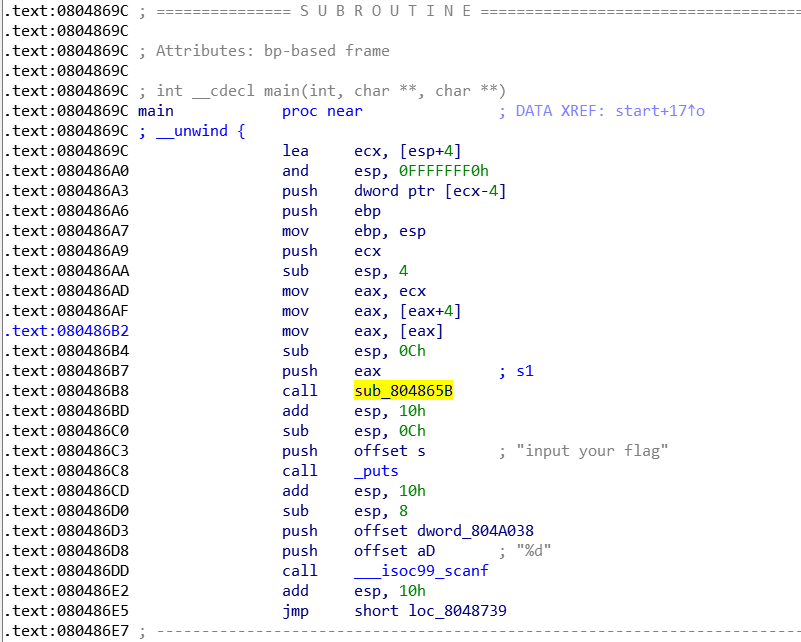 .text:0804869C ; =============== S U B R O U T I N E ===================================
.text:0804869C
.text:0804869C ; Attributes: bp-based frame
.text:0804869C
.text:0804869C ; int __cdecl main(int, char **, char **)
.text:0804869C main proc near ; DATA XREF: start+17↑o
.text:0804869C ; __unwind {
.text:0804869C lea ecx, [esp+4]
.text:080486A0 and esp, 0FFFFFFF0h
.text:080486A3 push dword ptr [ecx-4]
.text:080486A6 push ebp
.text:080486A7 mov ebp, esp
.text:080486A9 push ecx
.text:080486AA sub esp, 4
.text:080486AD mov eax, ecx
.text:080486AF mov eax, [eax+4]
.text:080486B2 mov eax, [eax]
.text:080486B4 sub esp, 0Ch
.text:080486B7 push eax ; s1
.text:080486B8 call sub_804865B
.text:080486BD add esp, 10h
.text:080486C0 sub esp, 0Ch
.text:080486C3 push offset s ; "input your flag"
.text:080486C8 call _puts
.text:080486CD add esp, 10h
.text:080486D0 sub esp, 8
.text:080486D3 push offset dword_804A038
.text:080486D8 push offset aD ; "%d"
.text:080486DD call ___isoc99_scanf
.text:080486E2 add esp, 10h
.text:080486E5 jmp short loc_8048739
.text:080486E7 ; ---------------------------------------------------------------------------